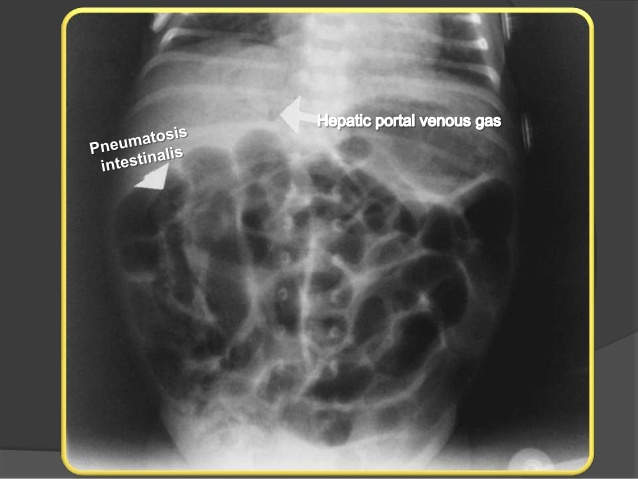 Hepatic portal venous gas
Pneumatosis
intestinalis